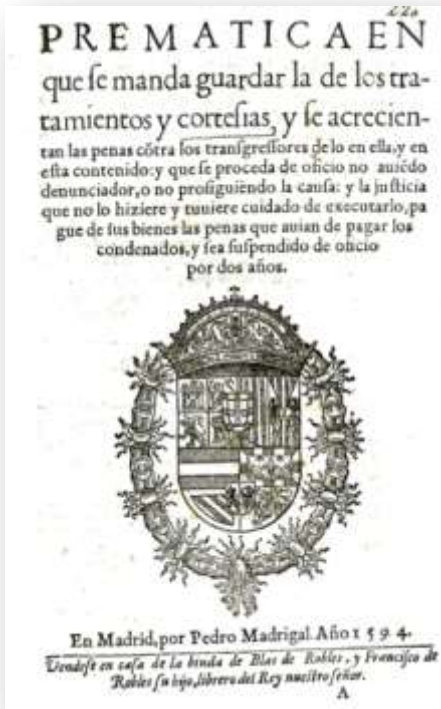 220
PREMATICA EN
que ſe manda guardar la de los tra-
tamientos y corteſias, y ſe acrecien-
tan las penas cõtra los tranſgreſſores de lo en ella, y en
eſta contenido: y que ſe proceda de oficio no auiẽdo
denunciador, o no proſiguiendo la cauſa: y la juſticia
que no lo hiziere y tuuiere cuidado de executarlo, pa
gue de ſus bienes las penas que auian de pagar los
condenados, y ſea ſuſpendido de oficio
por dos años.
En Madrid, por Pedro Madrigal. Año 1594.
Vendeſe en caſa de la biuda de Blas de Robles, y Franciſco de
Robles ſu hijo, librero del Rey nueſtro ſeñor.
A